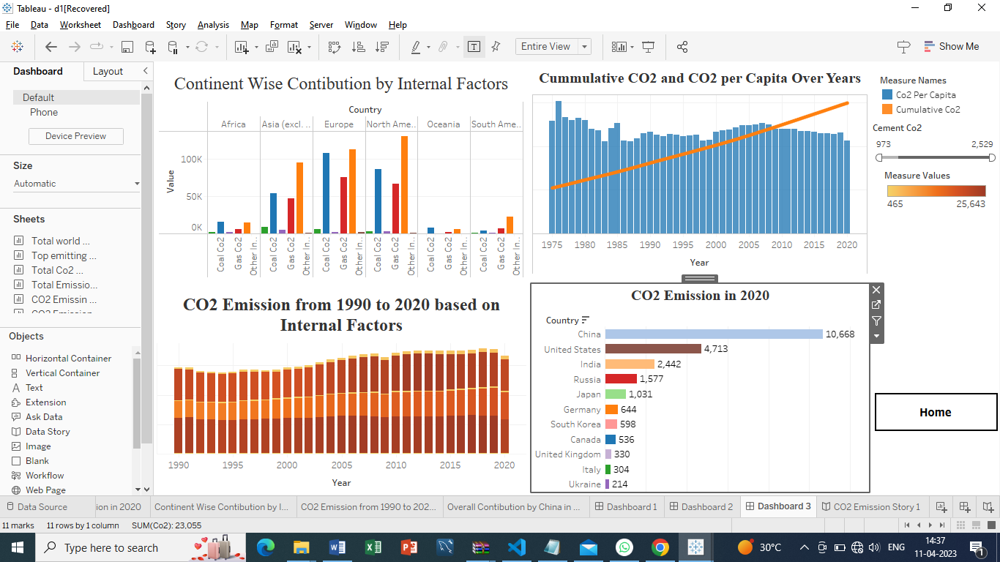 Tableau - d1[Recovered]
File Data Worksheet Dashboard Story Analysis Map Format Server Window Help
Entire View
Show Me
Dashboard Layout
Default
Phone
Device Preview
Size
Automatic
Sheets
Total world ...
Top emitting ...
Total Co2 ...
Total Emissio...
CO2 Emissin ...
Objects
Horizontal Container
Vertical Container
Text
Extension
Ask Data
Data Story
Image
Blank
Workflow
Web Page
Continent Wise Contibution by Internal Factors
Country
Africa Asia (excl. .. Europe North Ame.. Oceania South Ame..
Value
100K
50K
0K
Coal Co2 Gas Co2 Other In.. Coal Co2 Gas Co2 Other In.. Coal Co2 Gas Co2 Other In.. Coal Co2 Gas Co2 Other In.. Coal Co2 Gas Co2 Other In.. Coal Co2 Gas Co2 Other In..
Cummulative CO2 and CO2 per Capita Over Years
1975 1980 1985 1990 1995 2000 2005 2010 2015 2020
Year
Measure Names
Co2 Per Capita
Cumulative Co2
Cement Co2
973 2,529
Measure Values
465 25,643
CO2 Emission from 1990 to 2020 based on
Internal Factors
1990 1995 2000 2005 2010 2015 2020
Year
CO2 Emission in 2020
Country
China 10,668
United States 4,713
India 2,442
Russia 1,577
Japan 1,031
Germany 644
South Korea 598
Canada 536
United Kingdom 330
Italy 304
Ukraine 214
Home
Data Source ion in 2020 Continent Wise Contibution by I... CO2 Emission from 1990 to 202... Overall Contibution by China in ... Dashboard 1 Dashboard 2 Dashboard 3 CO2 Emission Story 1
11 marks 11 rows by 1 column SUM(Co2): 23,055
Type here to search
30°C
ENG
14:37
11-04-2023
1